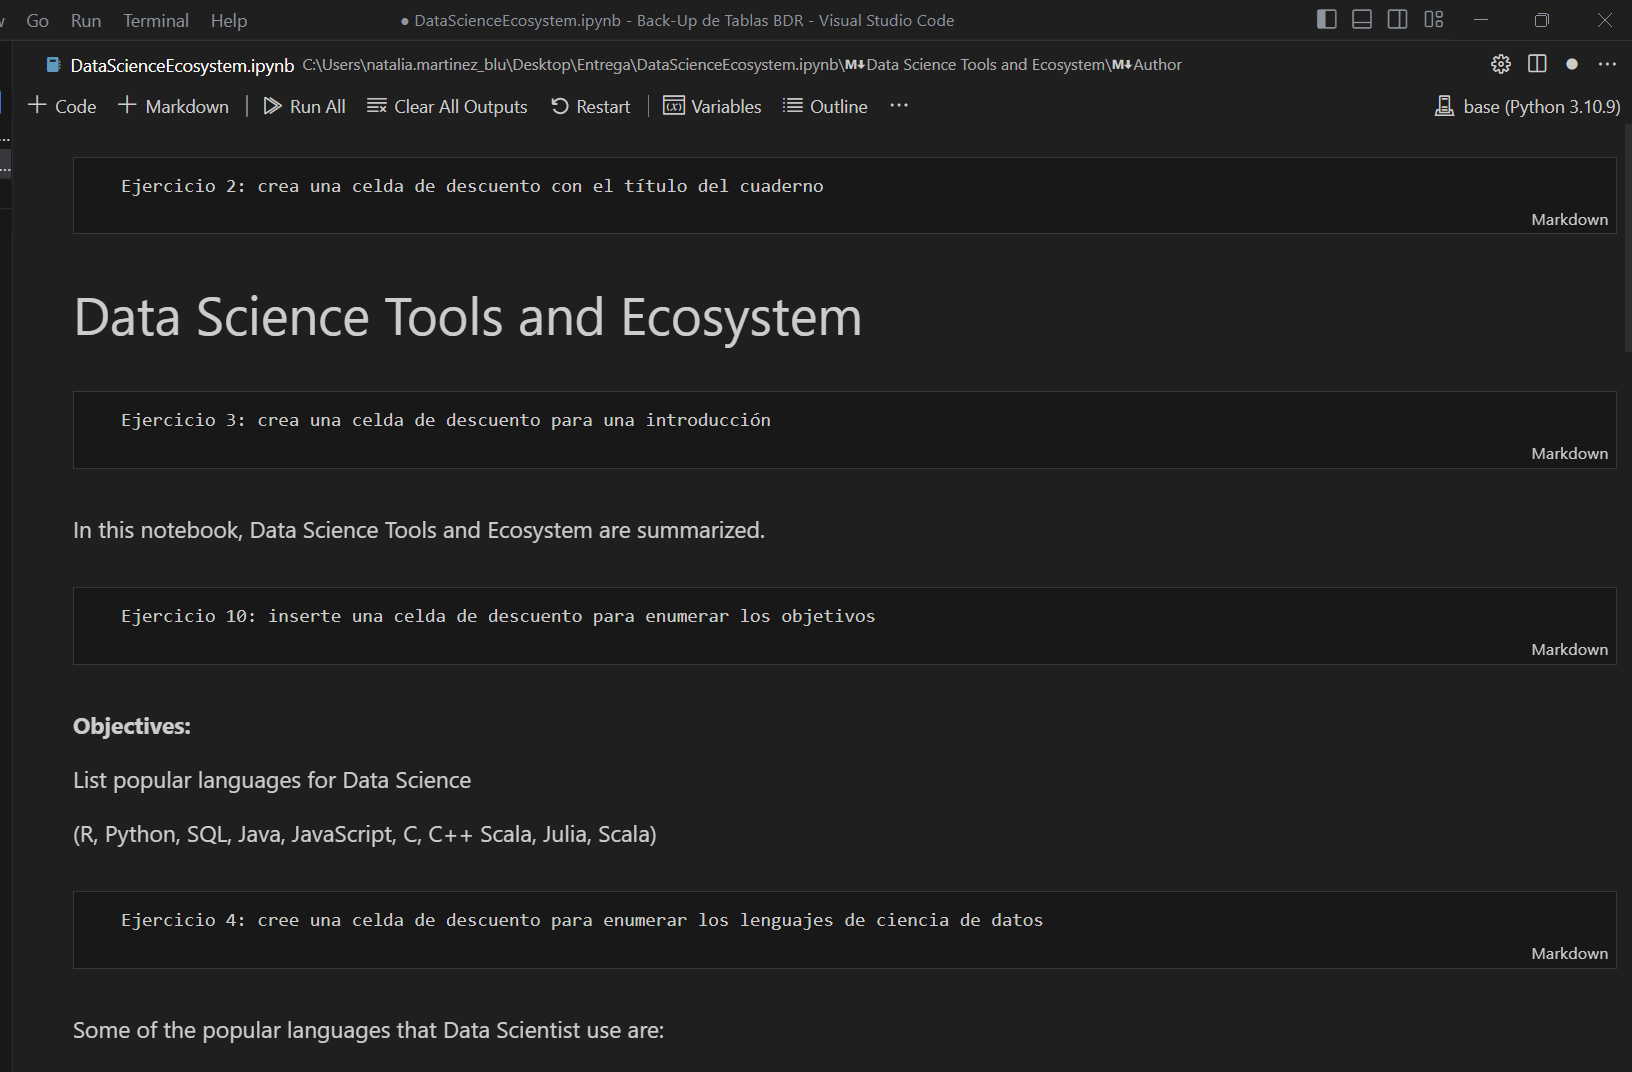 Go Run Terminal Help ● DataScienceEcosystem.ipynb - Back-Up de Tablas BDR - Visual Studio Code
DataScienceEcosystem.ipynb C:\Users\natalia.martinez_blu\Desktop\Entrega\DataScienceEcosystem.ipynb\M↓Data Science Tools and Ecosystem\M↓Author
+ Code + Markdown | Run All Clear All Outputs Restart | Variables Outline ··· base (Python 3.10.9)
Ejercicio 2: crea una celda de descuento con el título del cuaderno
Markdown
Data Science Tools and Ecosystem
Ejercicio 3: crea una celda de descuento para una introducción
Markdown
In this notebook, Data Science Tools and Ecosystem are summarized.
Ejercicio 10: inserte una celda de descuento para enumerar los objetivos
Markdown
Objectives:
List popular languages for Data Science
(R, Python, SQL, Java, JavaScript, C, C++ Scala, Julia, Scala)
Ejercicio 4: cree una celda de descuento para enumerar los lenguajes de ciencia de datos
Markdown
Some of the popular languages that Data Scientist use are: